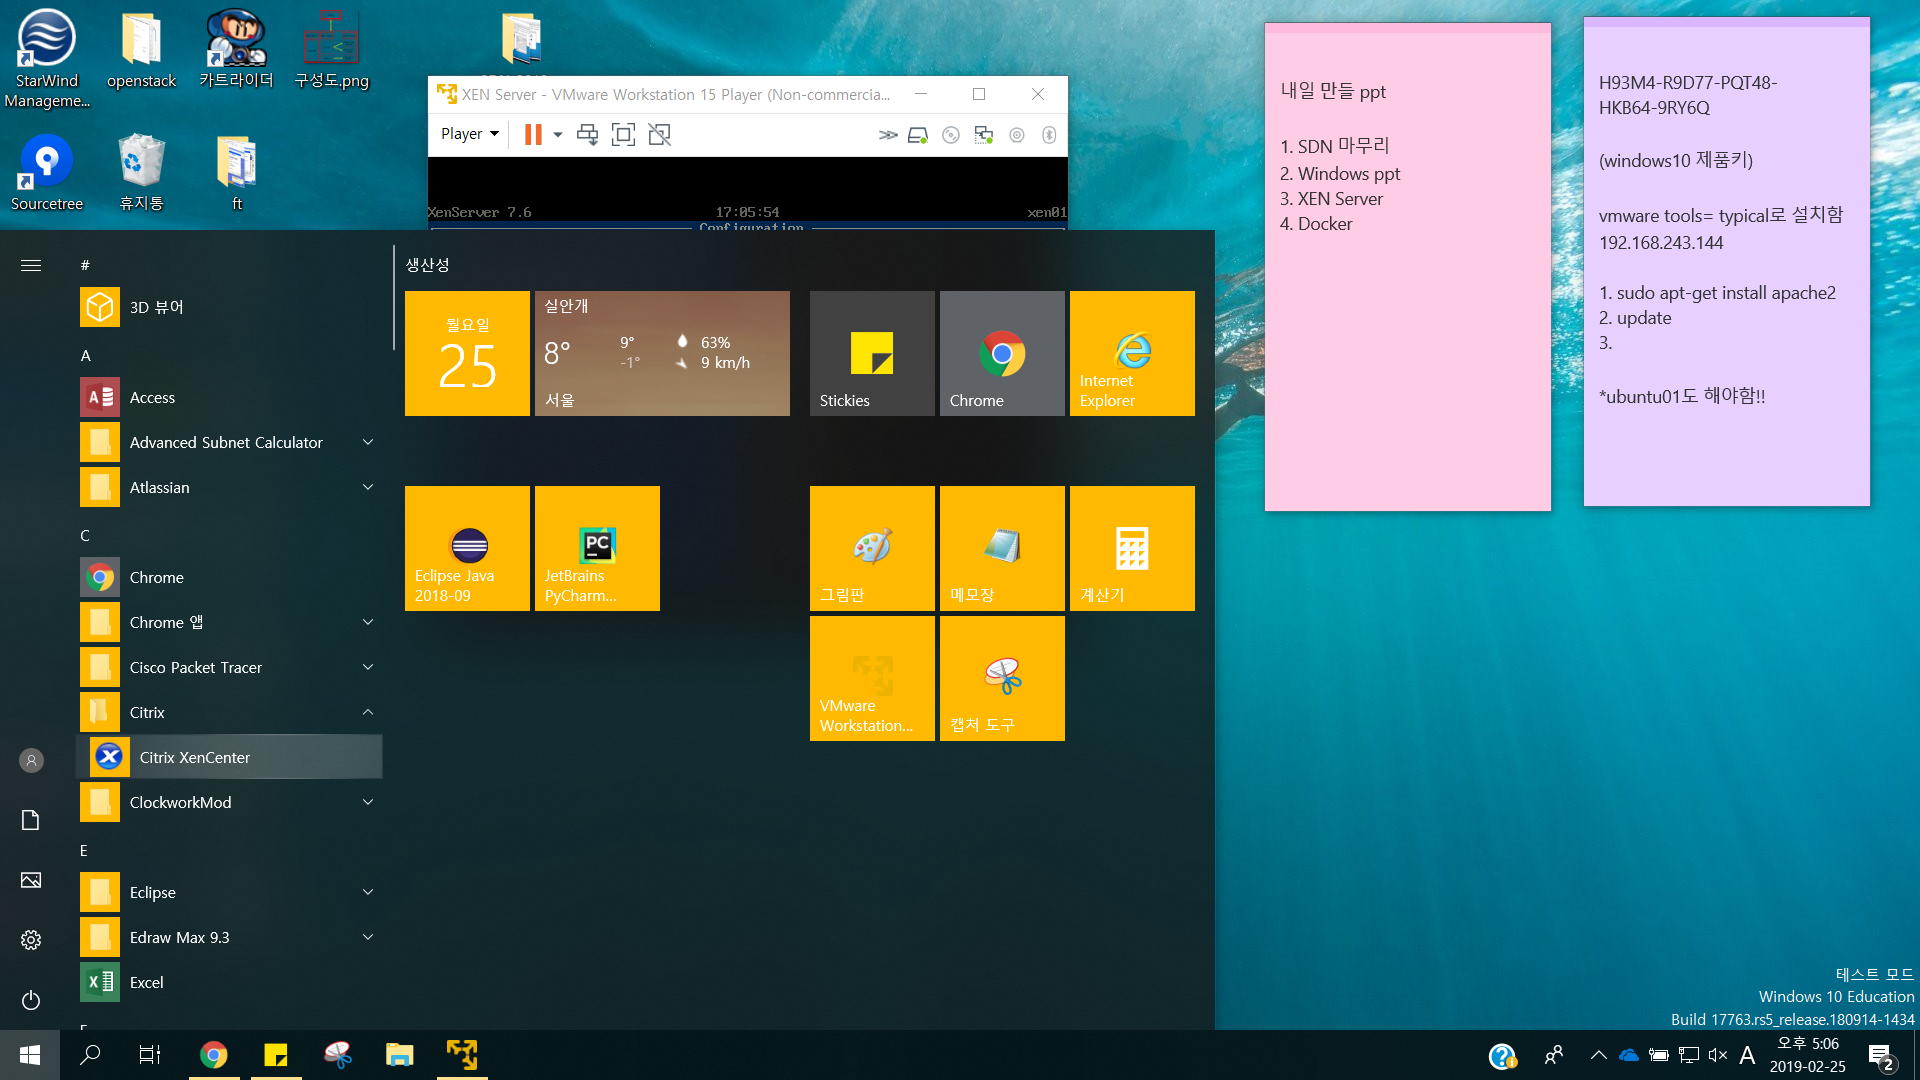 StarWind
Manageme...
openstack
카트라이더
구성도.png
Sourcetree
휴지통
ft
XEN Server - VMware Workstation 15 Player (Non-commercia...
Player
XenServer 7.6
17:05:54
xen01
Configuration
#
3D 뷰어
A
Access
Advanced Subnet Calculator
Atlassian
C
Chrome
Chrome 앱
Cisco Packet Tracer
Citrix
Citrix XenCenter
ClockworkMod
E
Eclipse
Edraw Max 9.3
Excel
생산성
월요일
25
실안개
8°
9°
-1°
63%
9 km/h
서울
Stickies
Chrome
Internet
Explorer
Eclipse Java
2018-09
JetBrains
PyCharm...
그림판
메모장
계산기
VMware
Workstation...
캡처 도구
내일 만들 ppt
1. SDN 마무리
2. Windows ppt
3. XEN Server
4. Docker
H93M4-R9D77-PQT48-
HKB64-9RY6Q
(windows10 제품키)
vmware tools= typical로 설치함
192.168.243.144
1. sudo apt-get install apache2
2. update
3.
*ubuntu01도 해야함!!
테스트 모드
Windows 10 Education
Build 17763.rs5_release.180914-1434
A
오후 5:06
2019-02-25
2